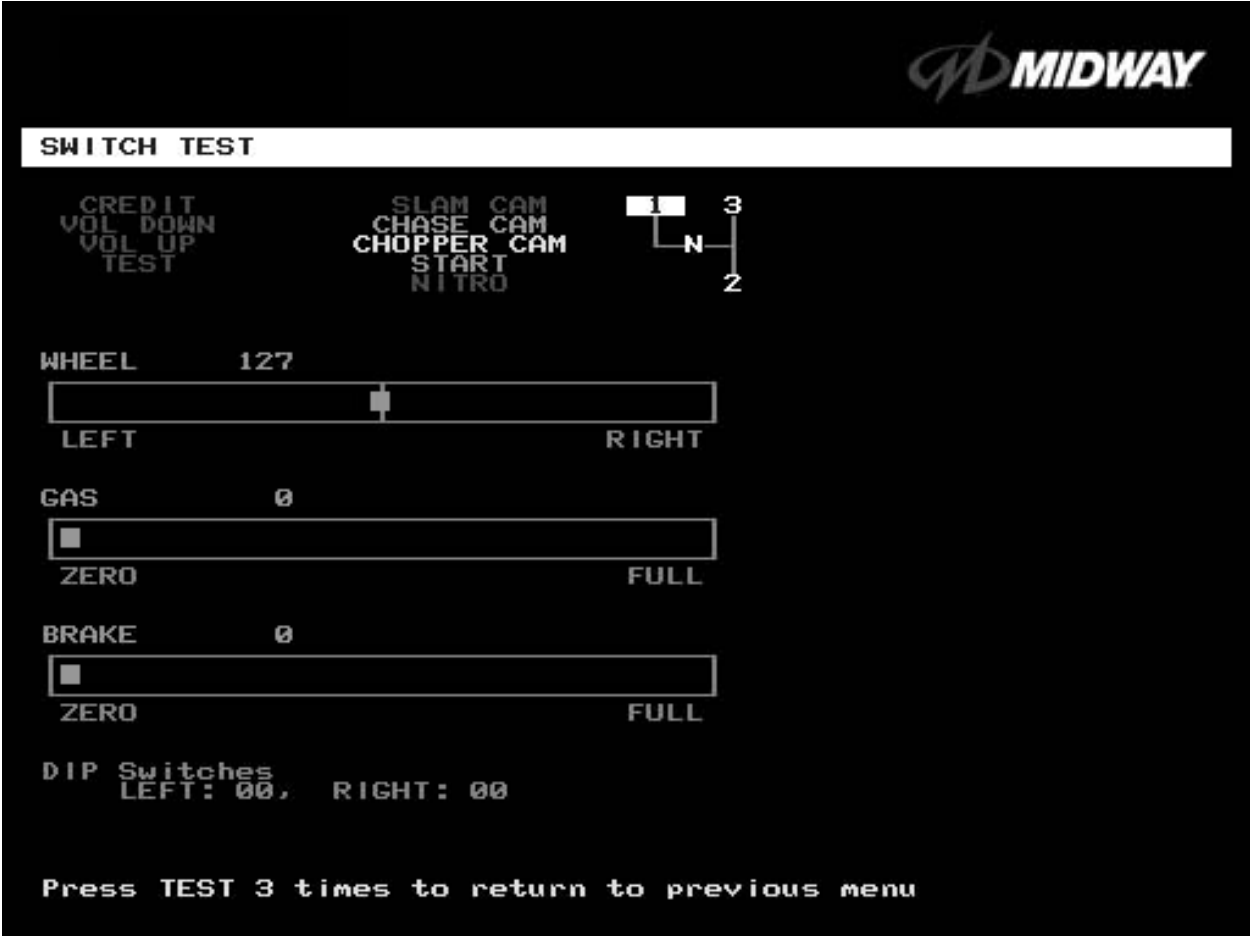 MIDWAY
SWITCH TEST
CREDIT
VOL DOWN
VOL UP
TEST
SLAM CAM
CHASE CAM
CHOPPER CAM
START
NITRO
1 3
N
2
WHEEL 127
LEFT RIGHT
GAS 0
ZERO FULL
BRAKE 0
ZERO FULL
DIP Switches
LEFT: 00, RIGHT: 00
Press TEST 3 times to return to previous menu